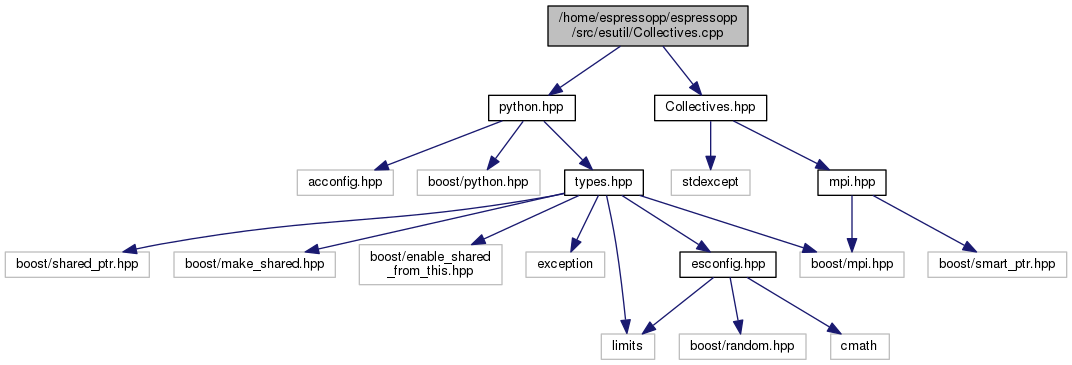 /home/espressopp/espressopp
/src/esutil/Collectives.cpp
python.hpp
Collectives.hpp
acconfig.hpp
boost/python.hpp
types.hpp
stdexcept
mpi.hpp
boost/shared_ptr.hpp
boost/make_shared.hpp
boost/enable_shared
_from_this.hpp
exception
esconfig.hpp
boost/mpi.hpp
boost/smart_ptr.hpp
limits
boost/random.hpp
cmath